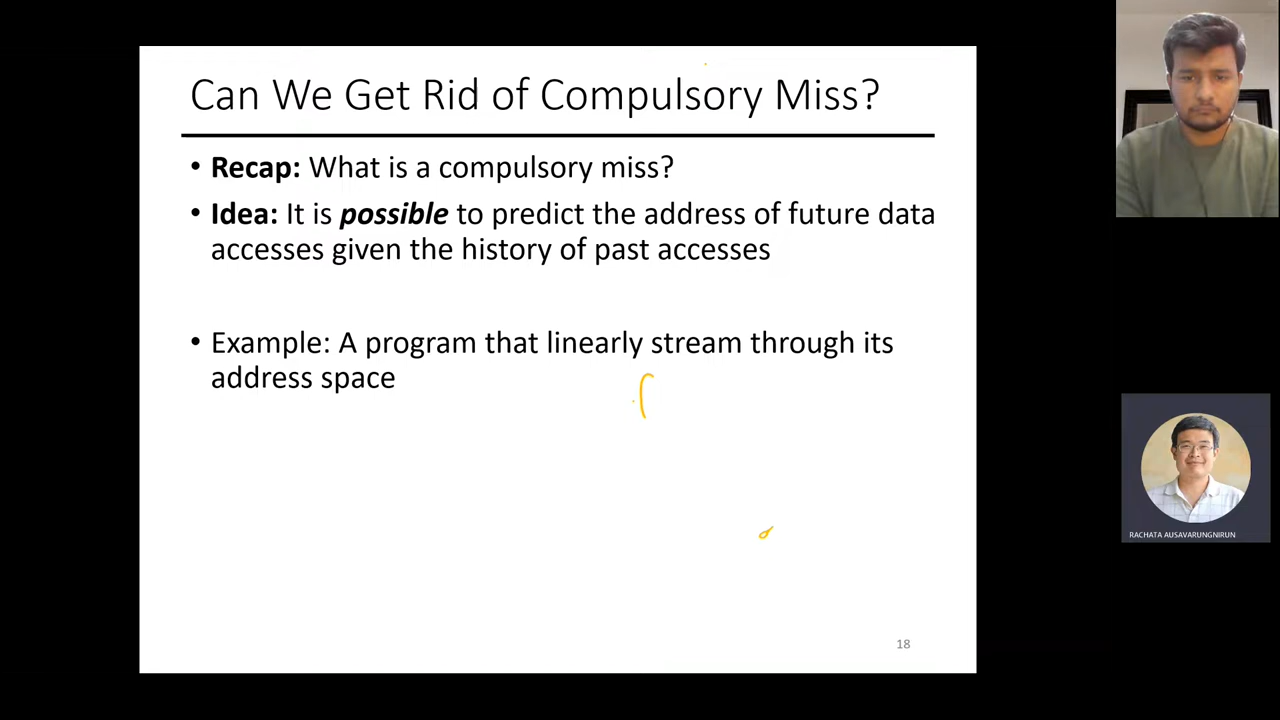 Can We Get Rid of Compulsory Miss?
• Recap: What is a compulsory miss?
• Idea: It is possible to predict the address of future data
accesses given the history of past accesses
• Example: A program that linearly stream through its
address space
18
RACHATA AUSAVARUNGNIRUN